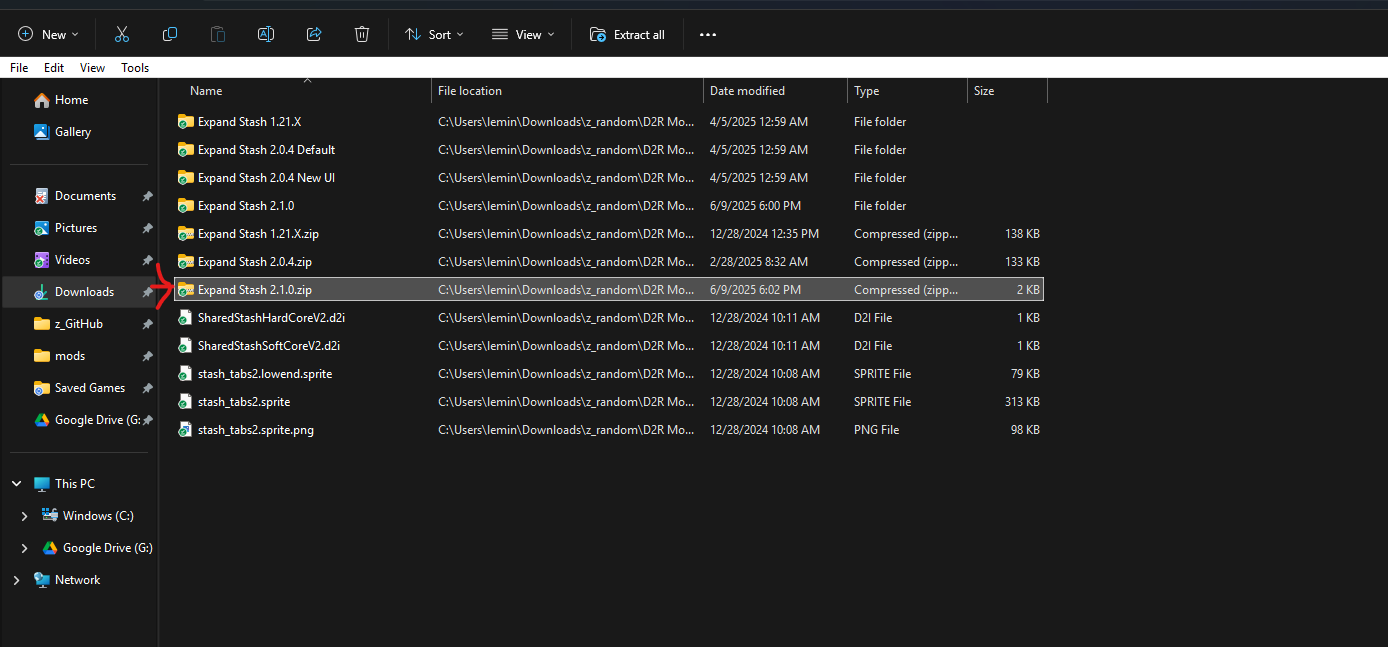 New Sort View Extract all
File Edit View Tools
Home
Gallery
Documents
Pictures
Videos
Downloads
z_GitHub
mods
Saved Games
Google Drive (G:
This PC
Windows (C:)
Google Drive (G:)
Network
Name File location Date modified Type Size
Expand Stash 1.21.X C:\Users\lemin\Downloads\z_random\D2R Mo... 4/5/2025 12:59 AM File folder
Expand Stash 2.0.4 Default C:\Users\lemin\Downloads\z_random\D2R Mo... 4/5/2025 12:59 AM File folder
Expand Stash 2.0.4 New UI C:\Users\lemin\Downloads\z_random\D2R Mo... 4/5/2025 12:59 AM File folder
Expand Stash 2.1.0 C:\Users\lemin\Downloads\z_random\D2R Mo... 6/9/2025 6:00 PM File folder
Expand Stash 1.21.X.zip C:\Users\lemin\Downloads\z_random\D2R Mo... 12/28/2024 12:35 PM Compressed (zipp... 138 KB
Expand Stash 2.0.4.zip C:\Users\lemin\Downloads\z_random\D2R Mo... 2/28/2025 8:32 AM Compressed (zipp... 133 KB
Expand Stash 2.1.0.zip C:\Users\lemin\Downloads\z_random\D2R Mo... 6/9/2025 6:02 PM Compressed (zipp... 2 KB
SharedStashHardCoreV2.d2i C:\Users\lemin\Downloads\z_random\D2R Mo... 12/28/2024 10:11 AM D2I File 1 KB
SharedStashSoftCoreV2.d2i C:\Users\lemin\Downloads\z_random\D2R Mo... 12/28/2024 10:11 AM D2I File 1 KB
stash_tabs2.lowend.sprite C:\Users\lemin\Downloads\z_random\D2R Mo... 12/28/2024 10:08 AM SPRITE File 79 KB
stash_tabs2.sprite C:\Users\lemin\Downloads\z_random\D2R Mo... 12/28/2024 10:08 AM SPRITE File 313 KB
stash_tabs2.sprite.png C:\Users\lemin\Downloads\z_random\D2R Mo... 12/28/2024 10:08 AM PNG File 98 KB